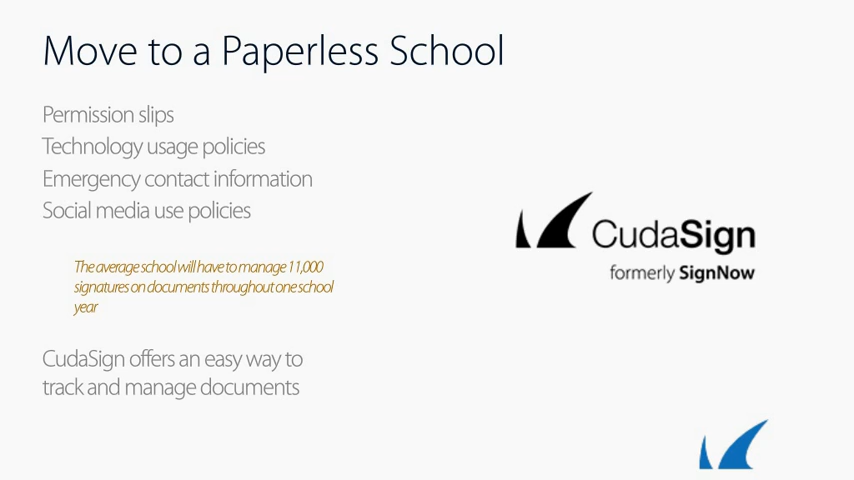 Move to a Paperless School
Permission slips
Technology usage policies
Emergency contact information
Social media use policies
The average school will have to manage 11,000
signatures on documents throughout one school
year
CudaSign offers an easy way to
track and manage documents
CudaSign
formerly SignNow